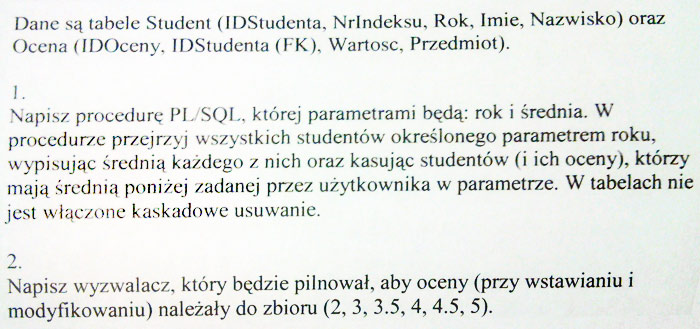 Dane są tabele Student (IDStudenta, NrIndeksu, Rok, Imie, Nazwisko) oraz
Ocena (IDOceny, IDStudenta (FK), Wartosc, Przedmiot).
1.
Napisz procedurę PL/SQL, której parametrami będą: rok i średnia. W
procedurze przejrzyj wszystkich studentów określonego parametrem roku,
wypisując średnią każdego z nich oraz kasując studentów (i ich oceny), którzy
mają średnią poniżej zadanej przez użytkownika w parametrze. W tabelach nie
jest włączone kaskadowe usuwanie.
2.
Napisz wyzwalacz, który będzie pilnował, aby oceny (przy wstawianiu i
modyfikowaniu) należały do zbioru (2, 3, 3.5, 4, 4.5, 5).